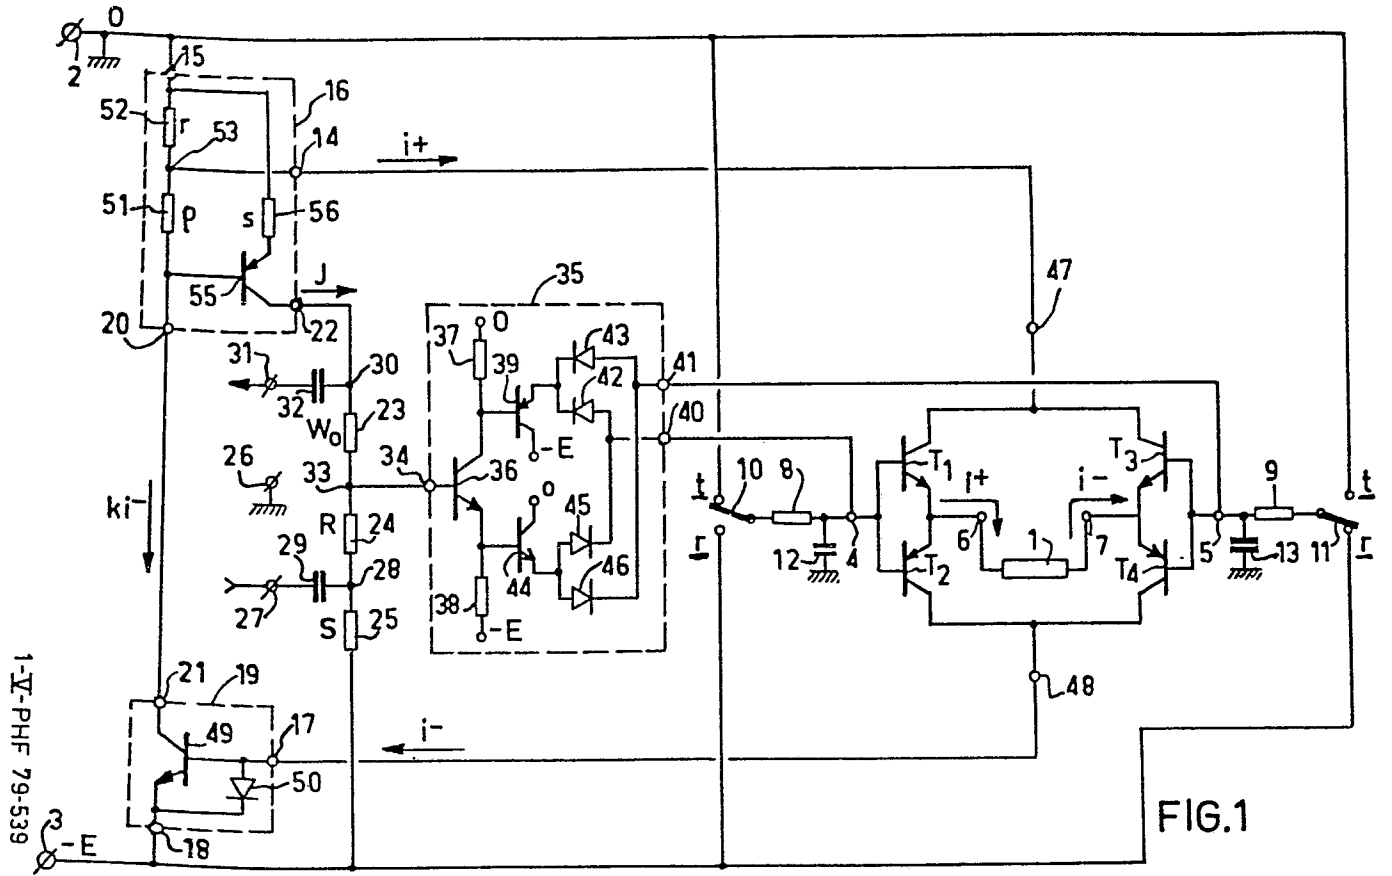 O
2
15
16
52
r
53
14
i+
51
ρ
s
56
55
J
22
20
47
35
31
30
32
W₀
23
26
33
34
R
24
29
28
27
S
25
ki-
37
O
39
43
42
41
40
-E
36
O
45
44
46
38
-E
t
10
8
r
12
4
T₁
T₂
i+
6
1
i-
7
T₃
T₄
5
9
13
11
t
r
48
21
19
49
17
i-
50
18
3
-E
FIG.1
1-V-PHF 79-539